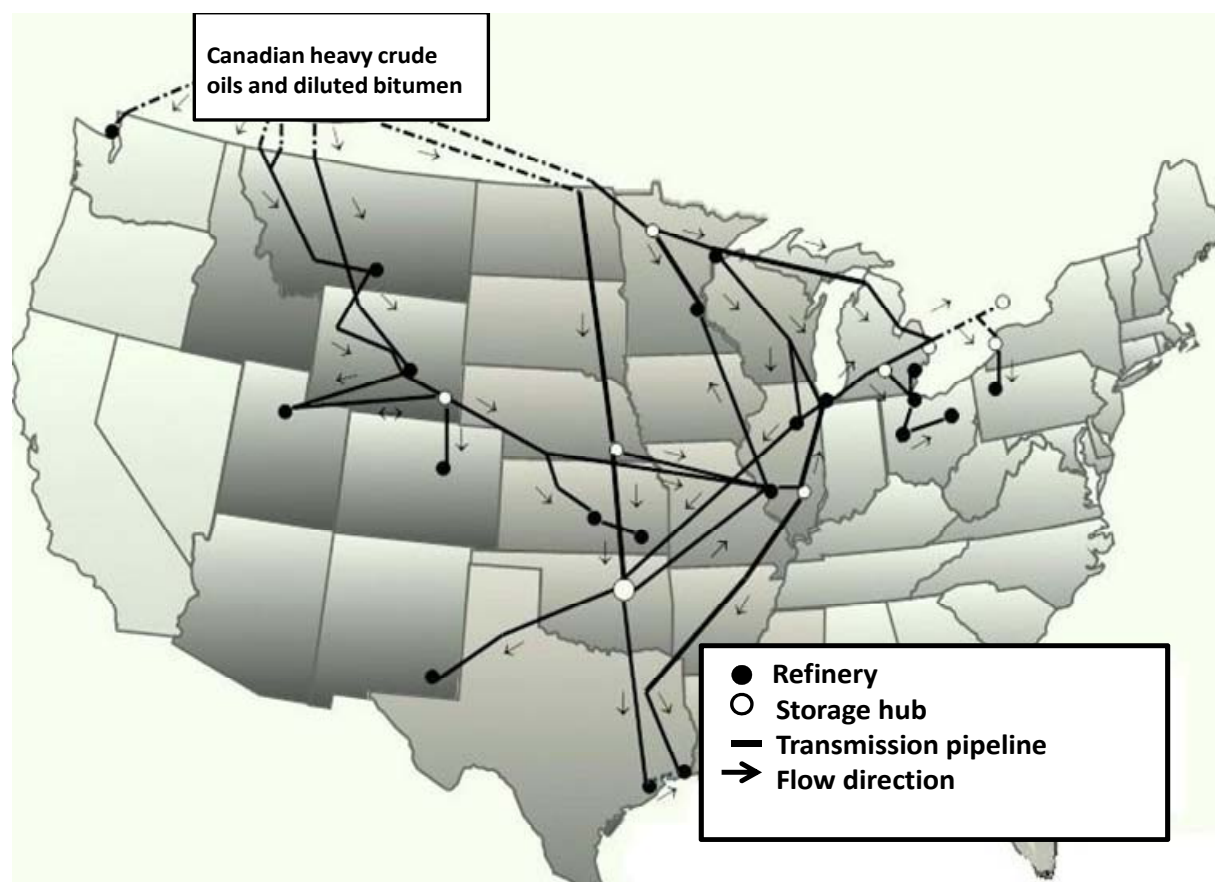 Canadian heavy crude
oils and diluted bitumen
Refinery
Storage hub
Transmission pipeline
Flow direction